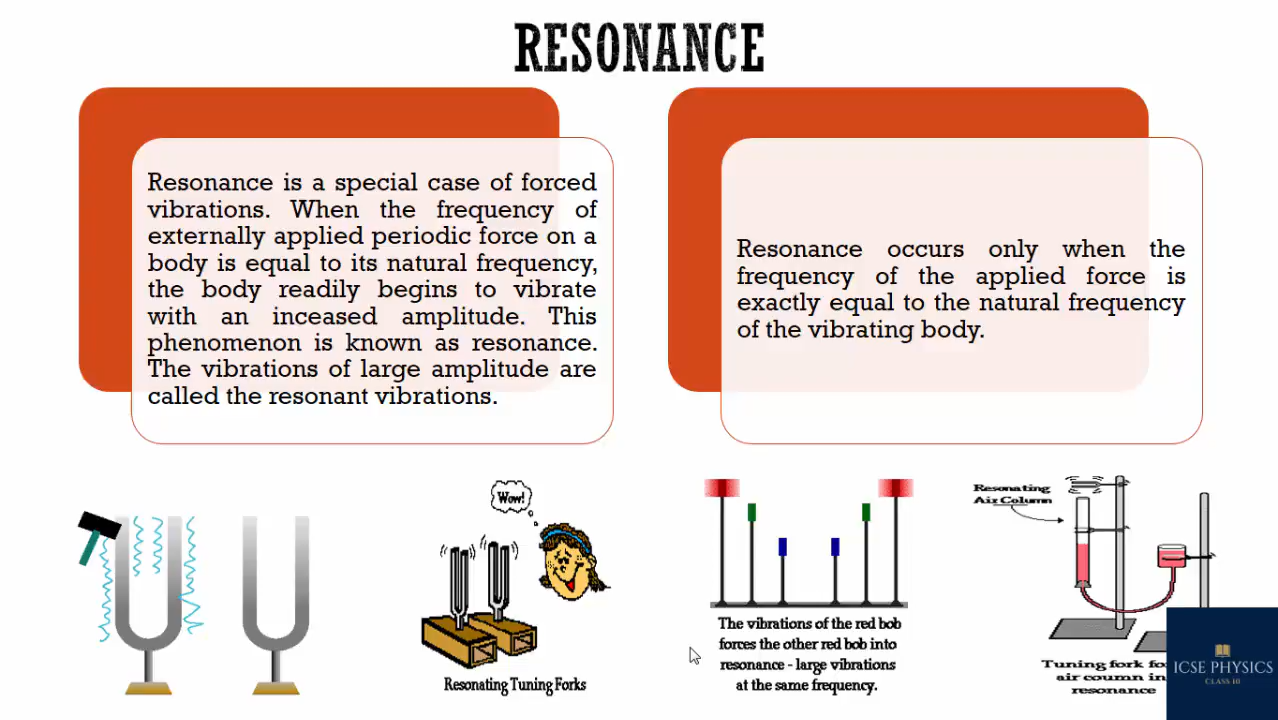 RESONANCE
Resonance is a special case of forced
vibrations. When the frequency of
externally applied periodic force on a
body is equal to its natural frequency,
the body readily begins to vibrate
with an inceased amplitude. This
phenomenon is known as resonance.
The vibrations of large amplitude are
called the resonant vibrations.
Resonance occurs only when the
frequency of the applied force is
exactly equal to the natural frequency
of the vibrating body.
Wow!
Resonating Tuning Forks
The vibrations of the red bob
forces the other red bob into
resonance - large vibrations
at the same frequency.
Resonating
Air Column
Tuning fork
air coumn in
resonance
ICSE PHYSICS
CLASS 10